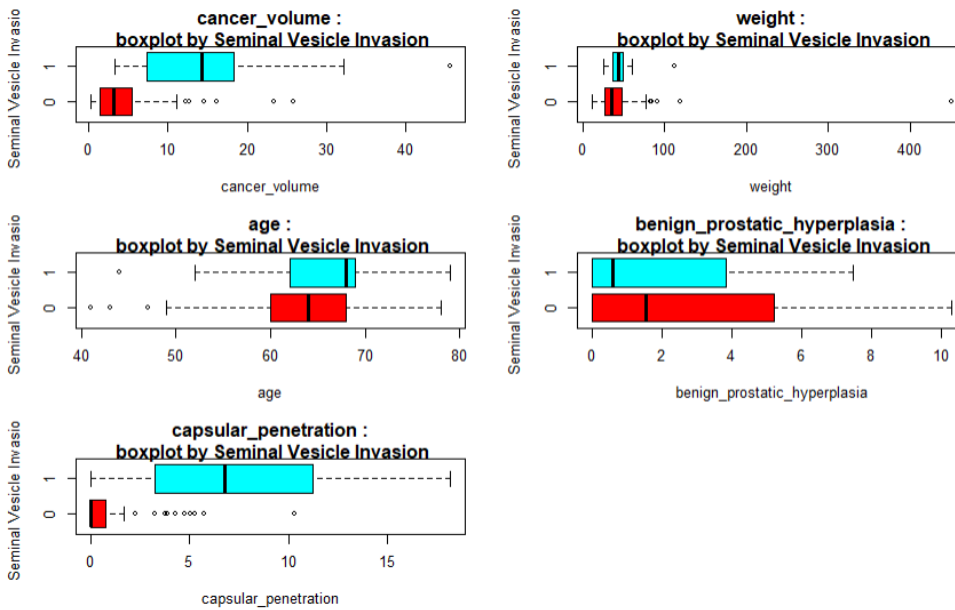 cancer_volume :
boxplot by Seminal Vesicle Invasion
Seminal Vesicle Invasio
1
0
0 10 20 30 40
cancer_volume
weight :
boxplot by Seminal Vesicle Invasion
Seminal Vesicle Invasio
1
0
0 100 200 300 400
weight
age :
boxplot by Seminal Vesicle Invasion
Seminal Vesicle Invasio
1
0
40 50 60 70 80
age
benign_prostatic_hyperplasia :
boxplot by Seminal Vesicle Invasion
Seminal Vesicle Invasio
1
0
0 2 4 6 8 10
benign_prostatic_hyperplasia
capsular_penetration :
boxplot by Seminal Vesicle Invasion
Seminal Vesicle Invasio
1
0
0 5 10 15
capsular_penetration